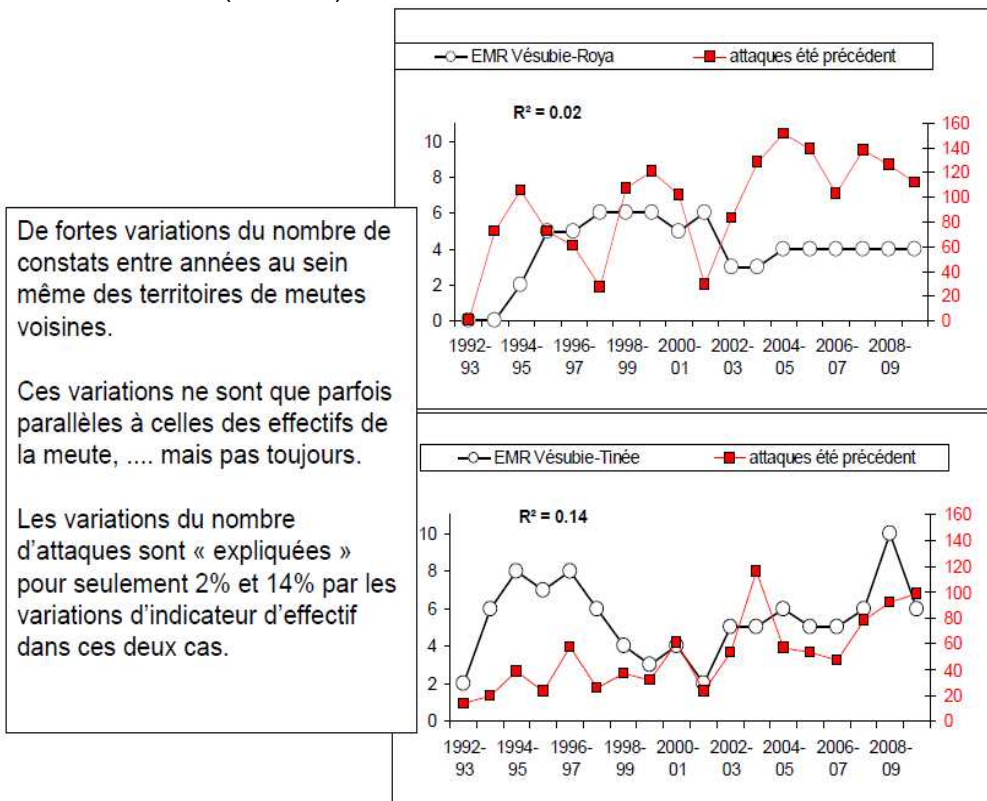 De fortes variations du nombre de
constats entre années au sein
même des territoires de meutes
voisines.
Ces variations ne sont que parfois
parallèles à celles des effectifs de
la meute, .... mais pas toujours.
Les variations du nombre
d'attaques sont « expliquées »
pour seulement 2% et 14% par les
variations d'indicateur d'effectif
dans ces deux cas.
EMR Vésubie-Roya attaques été précédent
R² = 0.02
10
8
6
4
2
0
160
140
120
100
80
60
40
20
0
1992-93 1994-95 1996-97 1998-99 2000-01 2002-03 2004-05 2006-07 2008-09
EMR Vésubie-Tinée attaques été précédent
R² = 0.14
10
8
6
4
2
0
160
140
120
100
80
60
40
20
0
1992-93 1994-95 1996-97 1998-99 2000-01 2002-03 2004-05 2006-07 2008-09